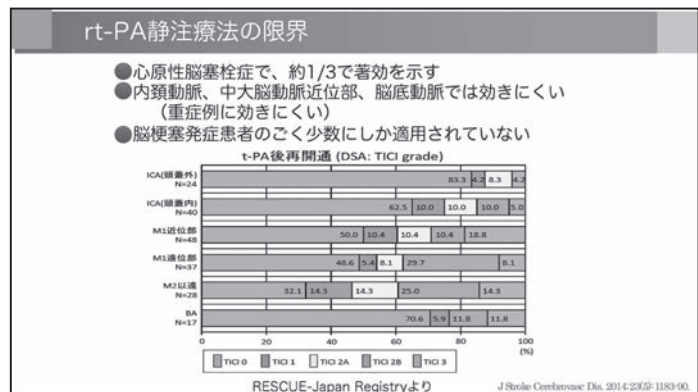 rt-PA静注療法の限界
●心原性脳塞栓症で、約1/3で著効を示す
●内頚動脈、中大脳動脈近位部、脳底動脈では効きにくい
（重症例に効きにくい）
●脳梗塞発症患者のごく少数にしか適用されていない
t-PA後再開通 (DSA: TICI grade)
ICA(頭蓋外)
N=24
83.3 4.2 8.3 4.2
ICA(頭蓋内)
N=40
62.5 10.0 10.0 10.0 5.0
M1近位部
N=48
50.0 10.4 10.4 10.4 18.8
M1遠位部
N=37
48.6 5.4 8.1 29.7 8.1
M2以遠
N=28
32.1 14.3 14.3 25.0 14.3
BA
N=17
70.6 5.9 11.8 11.8
0 20 40 60 80 100
(%)
TICI 0 TICI 1 TICI 2A TICI 2B TICI 3
RESCUE-Japan Registryより
J Stroke Cerebrovasc Dis. 2014;23(5):1183-90.